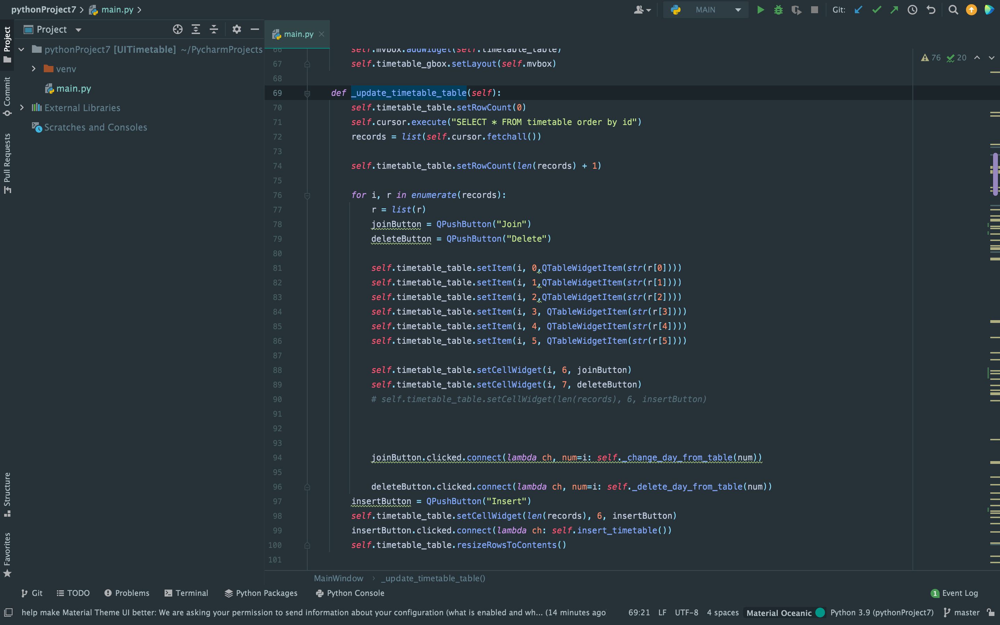 pythonProject7 > main.py >
MAIN
Git:
Project
main.py
Project
pythonProject7 [UITimetable] ~/PycharmProjects
venv
main.py
External Libraries
Scratches and Consoles
Commit
Pull Requests
Structure
Favorites
76 20
66 self.mvbox.addWidget(self.timetable_table)
67 self.timetable_gbox.setLayout(self.mvbox)
68
69 def _update_timetable_table(self):
70 self.timetable_table.setRowCount(0)
71 self.cursor.execute("SELECT * FROM timetable order by id")
72 records = list(self.cursor.fetchall())
73
74 self.timetable_table.setRowCount(len(records) + 1)
75
76 for i, r in enumerate(records):
77 r = list(r)
78 joinButton = QPushButton("Join")
79 deleteButton = QPushButton("Delete")
80
81 self.timetable_table.setItem(i, 0,QTableWidgetItem(str(r[0])))
82 self.timetable_table.setItem(i, 1,QTableWidgetItem(str(r[1])))
83 self.timetable_table.setItem(i, 2,QTableWidgetItem(str(r[2])))
84 self.timetable_table.setItem(i, 3, QTableWidgetItem(str(r[3])))
85 self.timetable_table.setItem(i, 4, QTableWidgetItem(str(r[4])))
86 self.timetable_table.setItem(i, 5, QTableWidgetItem(str(r[5])))
87
88 self.timetable_table.setCellWidget(i, 6, joinButton)
89 self.timetable_table.setCellWidget(i, 7, deleteButton)
90 # self.timetable_table.setCellWidget(len(records), 6, insertButton)
91
92
93
94 joinButton.clicked.connect(lambda ch, num=i: self._change_day_from_table(num))
95
96 deleteButton.clicked.connect(lambda ch, num=i: self._delete_day_from_table(num))
97 insertButton = QPushButton("Insert")
98 self.timetable_table.setCellWidget(len(records), 6, insertButton)
99 insertButton.clicked.connect(lambda ch: self.insert_timetable())
100 self.timetable_table.resizeRowsToContents()
101
MainWindow > _update_timetable_table()
Git TODO Problems Terminal Python Packages Python Console
1 Event Log
help make Material Theme UI better: We are asking your permission to send information about your configuration (what is enabled and wh... (14 minutes ago
69:21 LF UTF-8 4 spaces Material Oceanic Python 3.9 (pythonProject7) master